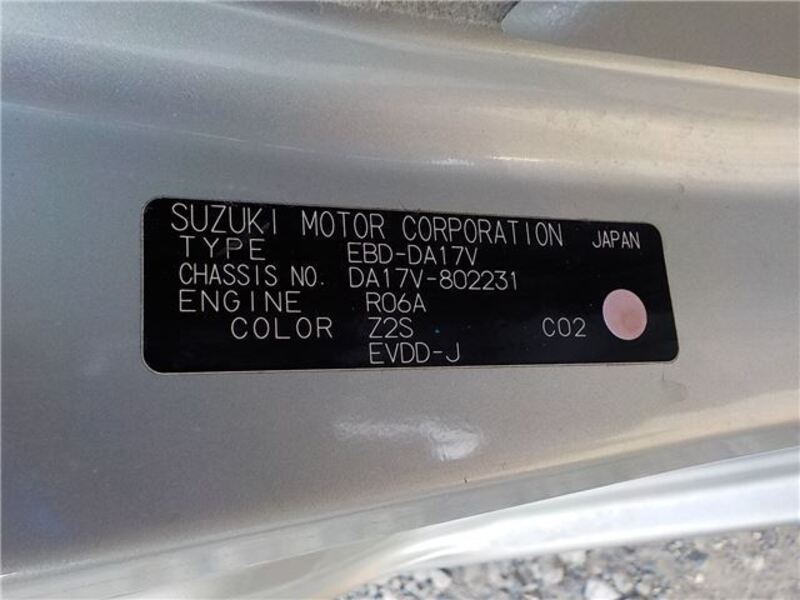 SUZUKI MOTOR CORPORATION JAPAN
TYPE EBD-DA17V
CHASSIS NO. DA17V-802231
ENGINE R06A
COLOR Z2S C02
EVDD-J